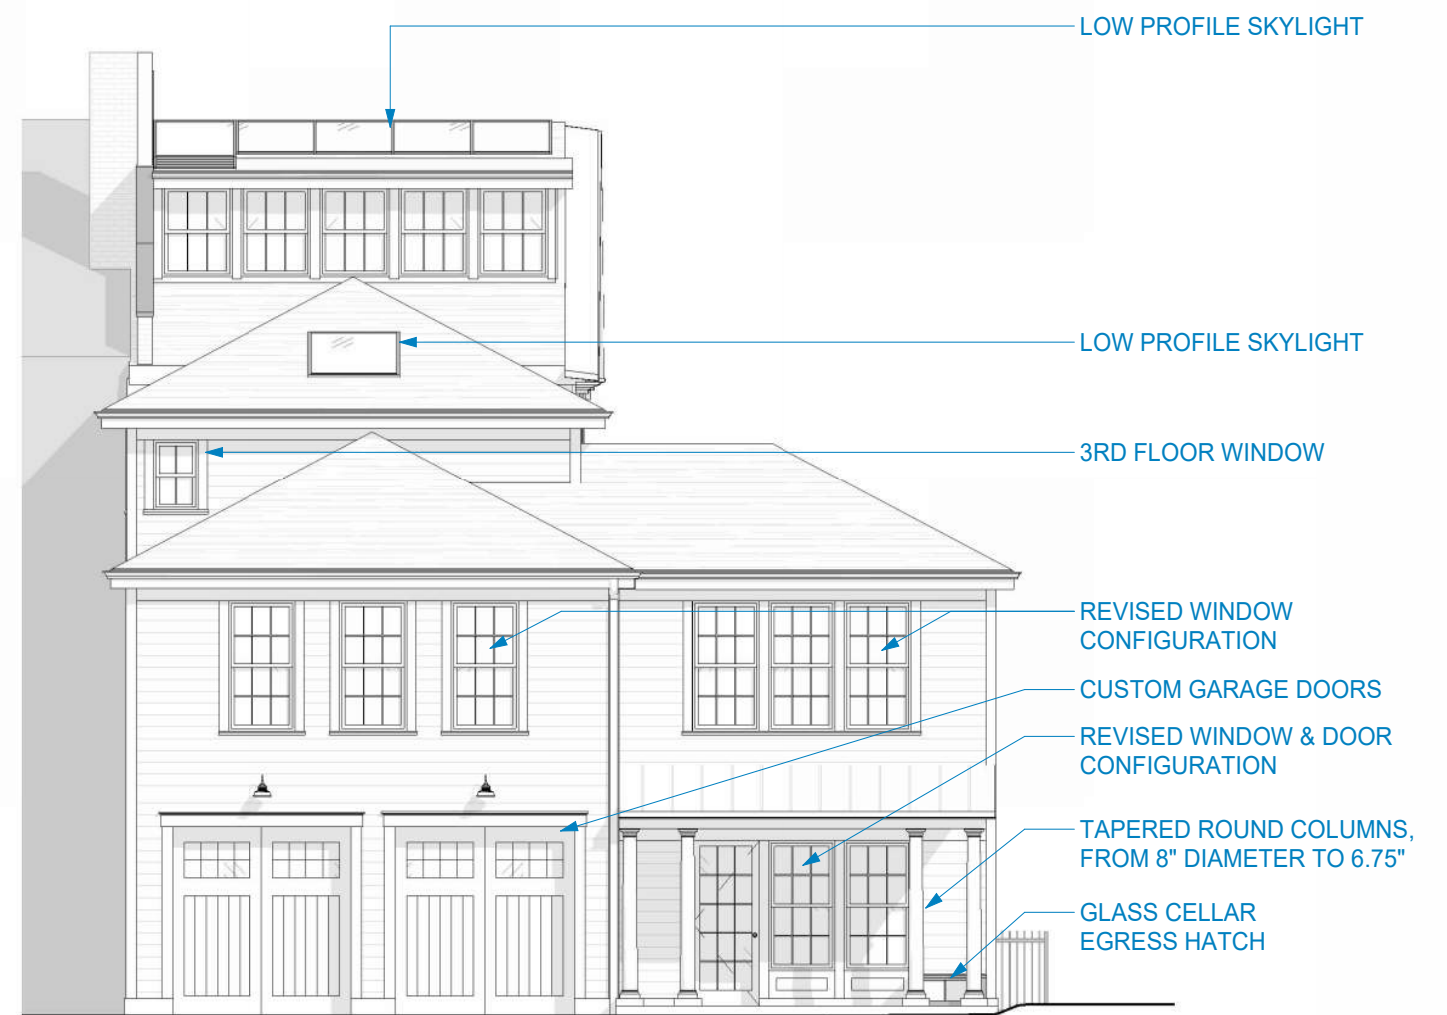 LOW PROFILE SKYLIGHT
LOW PROFILE SKYLIGHT
3RD FLOOR WINDOW
REVISED WINDOW
CONFIGURATION
CUSTOM GARAGE DOORS
REVISED WINDOW & DOOR
CONFIGURATION
TAPERED ROUND COLUMNS,
FROM 8" DIAMETER TO 6.75"
GLASS CELLAR
EGRESS HATCH